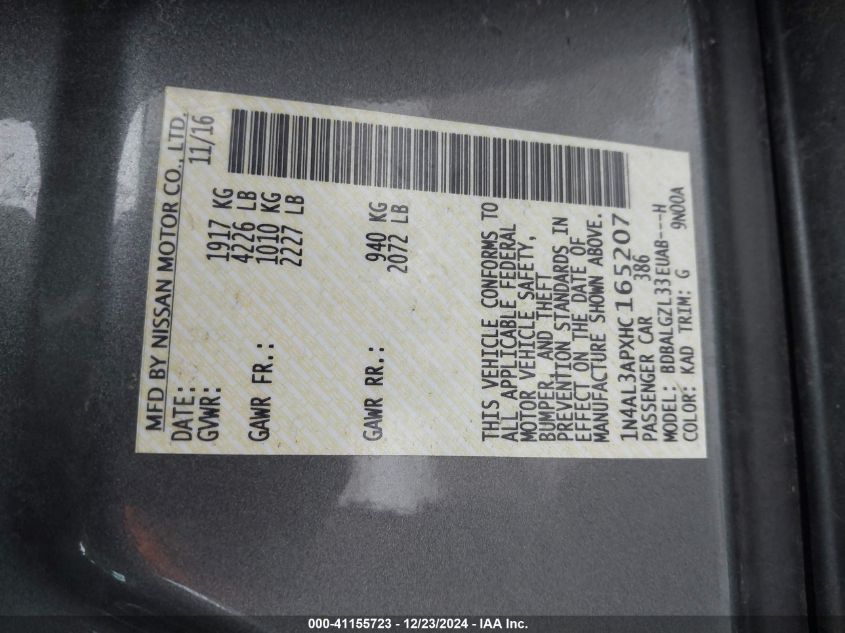 MFD BY NISSAN MOTOR CO., LTD.
DATE: 11/16
GVWR: 1917 KG
4226 LB
GAWR FR.: 1010 KG
2227 LB
GAWR RR.: 940 KG
2072 LB
THIS VEHICLE CONFORMS TO
ALL APPLICABLE FEDERAL
MOTOR VEHICLE SAFETY,
BUMPER, AND THEFT
PREVENTION STANDARDS IN
EFFECT ON THE DATE OF
MANUFACTURE SHOWN ABOVE.
1N4AL3APXHC165207
PASSENGER CAR 386
MODEL: BDBALGZL33EUAB---H
COLOR: KAD TRIM: G 9N00A
000-41155723 - 12/23/2024 - IAA Inc.